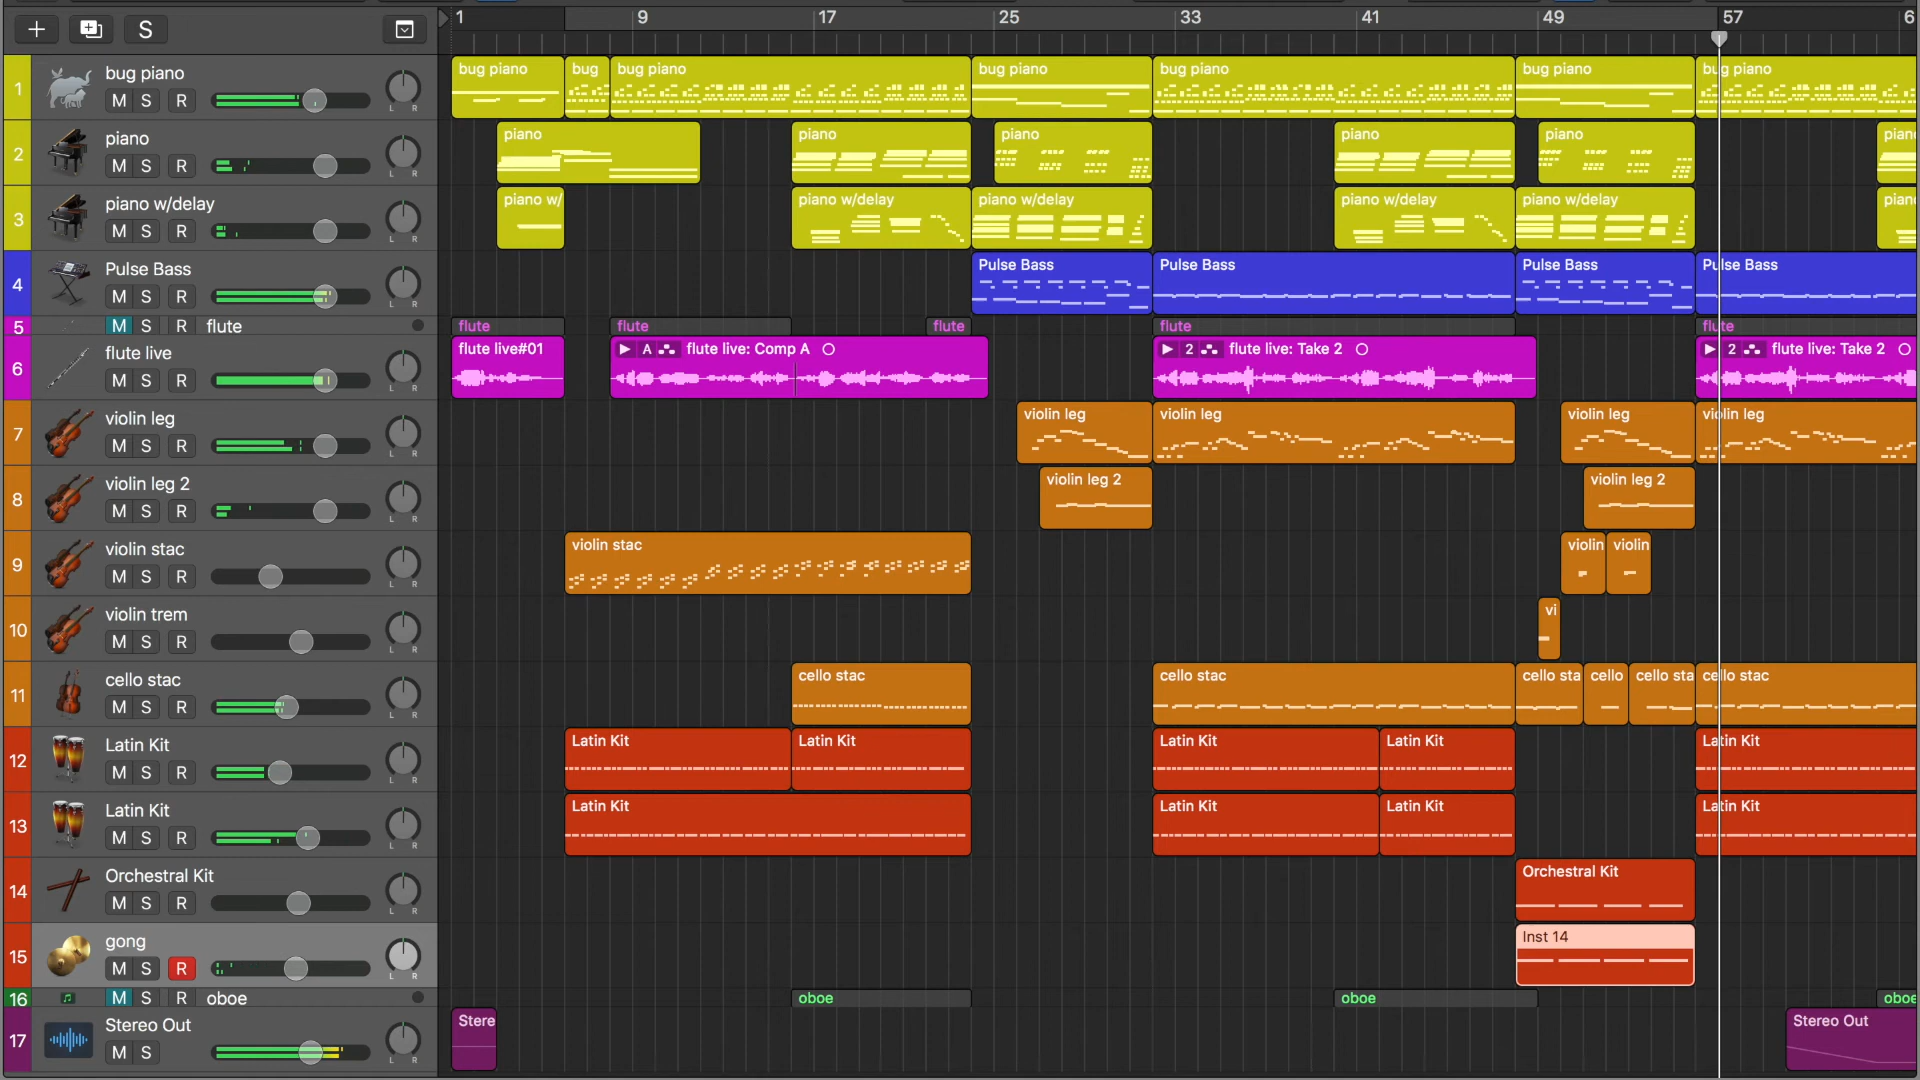 S
1 9 17 25 33 41 49 57 6
1 bug piano bug piano bug bug piano bug piano bug piano bug piano bug piano
M S R L R
2 piano piano piano piano piano piano pian
M S R L R
3 piano w/delay piano w/ piano w/delay piano w/delay piano w/delay piano w/delay pian
M S R L R
4 Pulse Bass Pulse Bass Pulse Bass Pulse Bass Pulse Bass
M S R L R
5 M S R flute flute flute flute flute flute
6 flute live flute live#01 A flute live: Comp A 2 flute live: Take 2 2 flute live: Take 2
M S R L R
7 violin leg violin leg violin leg violin leg violin leg
M S R L R
8 violin leg 2 violin leg 2 violin leg 2
M S R L R
9 violin stac violin stac violin violin
M S R L R
10 violin trem vi
M S R L R
11 cello stac cello stac cello stac cello sta cello cello sta cello stac
M S R L R
12 Latin Kit Latin Kit Latin Kit Latin Kit Latin Kit Latin Kit
M S R L R
13 Latin Kit Latin Kit Latin Kit Latin Kit Latin Kit
M S R L R
14 Orchestral Kit Orchestral Kit
M S R L R
15 gong Inst 14
M S R L R
16 M S R oboe oboe oboe oboe
17 Stereo Out Stere Stereo Out
M S L R